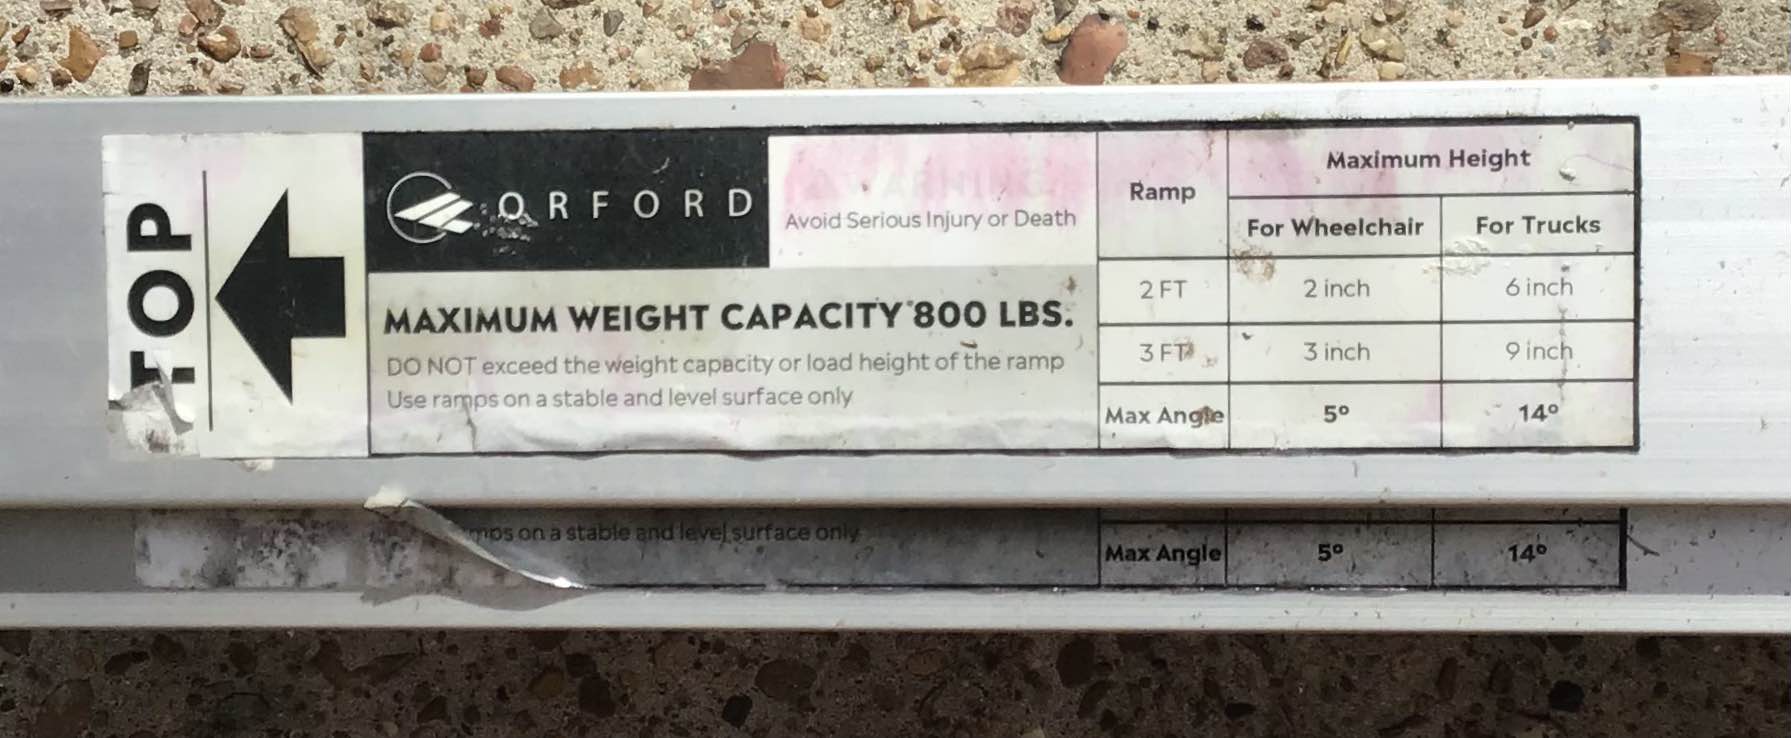 TOP
ORFORD
WARNING
Avoid Serious Injury or Death
MAXIMUM WEIGHT CAPACITY 800 LBS.
DO NOT exceed the weight capacity or load height of the ramp
Use ramps on a stable and level surface only
Ramp
Maximum Height
For Wheelchair
For Trucks
2 FT
2 inch
6 inch
3 FT
3 inch
9 inch
Max Angle
5°
14°
on a stable and level surface only
Max Angle
5°
14°